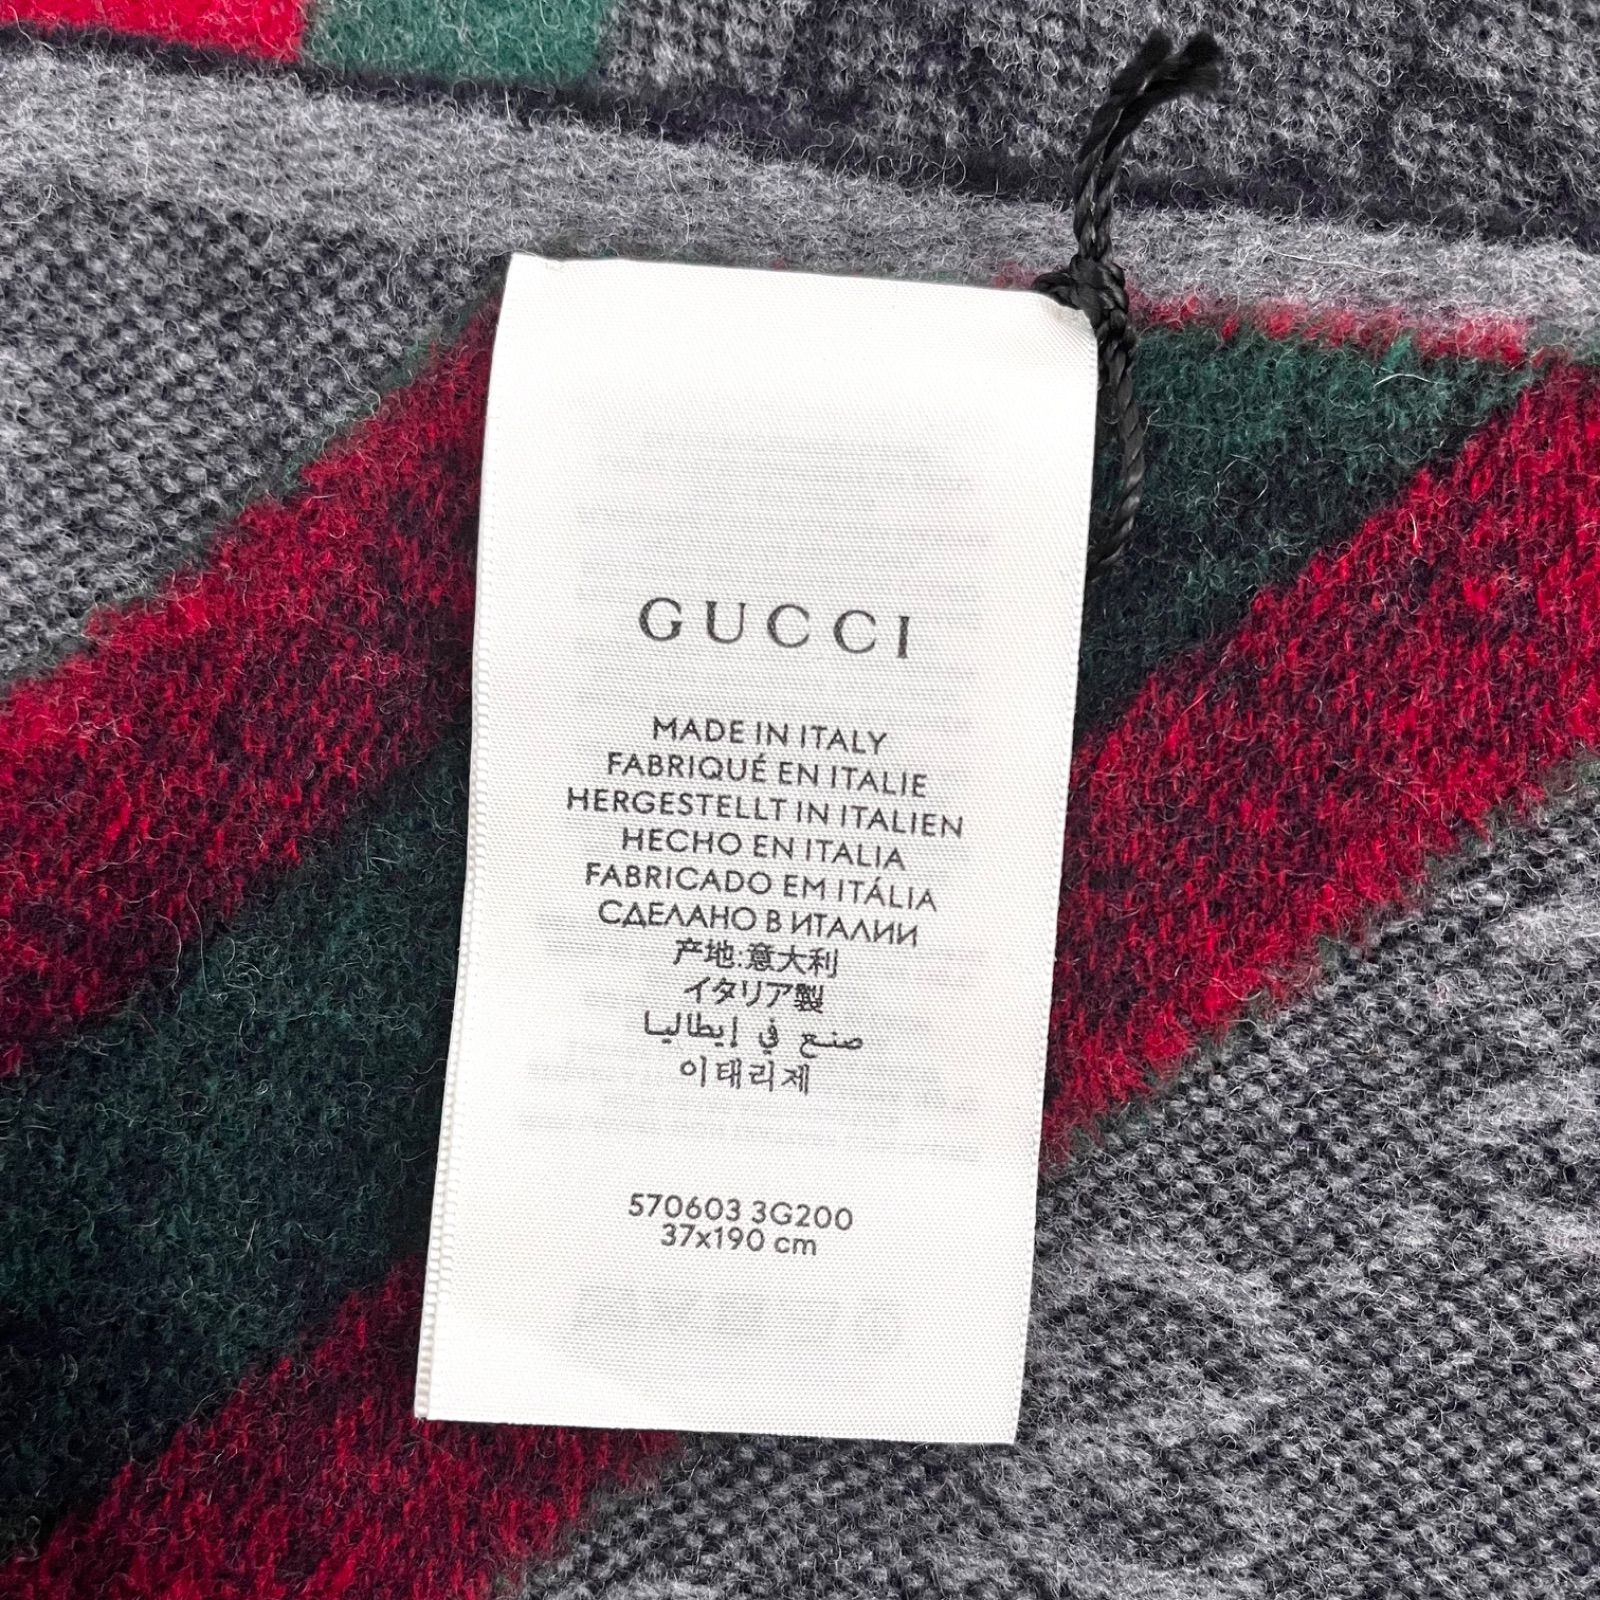 GUCCI
MADE IN ITALY
FABRIQUÉ EN ITALIE
HERGESTELLT IN ITALIEN
HECHO EN ITALIA
FABRICADO EM ITÁLIA
СДЕЛАНО В ИТАЛИИ
产地:意大利
イタリア製
صنع في إيطاليا
이태리제
570603 3G200
37x190 cm